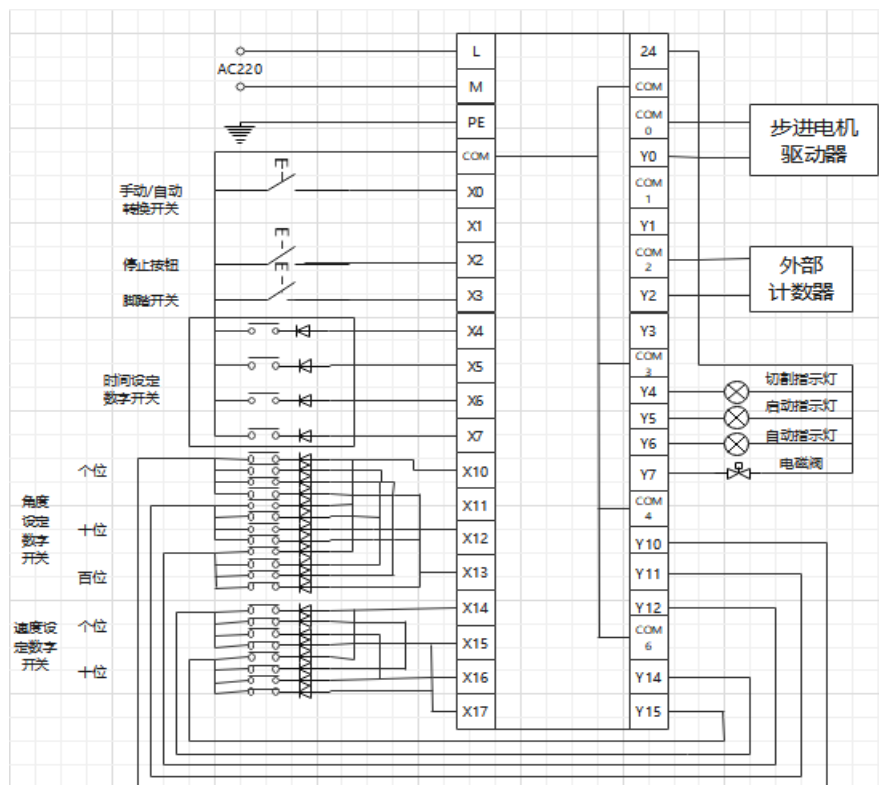 AC220
手动/自动
转换开关
停止按钮
脚踏开关
时间设定
数字开关
个位
角度
设定
数字
开关
十位
百位
速度设
定数字
开关
个位
十位
L
M
PE
COM
X0
X1
X2
X3
X4
X5
X6
X7
X10
X11
X12
X13
X14
X15
X16
X17
24
COM
COM
0
Y0
COM
1
Y1
COM
2
Y2
Y3
COM
3
Y4
Y5
Y6
Y7
COM
4
Y10
Y11
Y12
COM
6
Y14
Y15
步进电机
驱动器
外部
计数器
切割指示灯
启动指示灯
自动指示灯
电磁阀